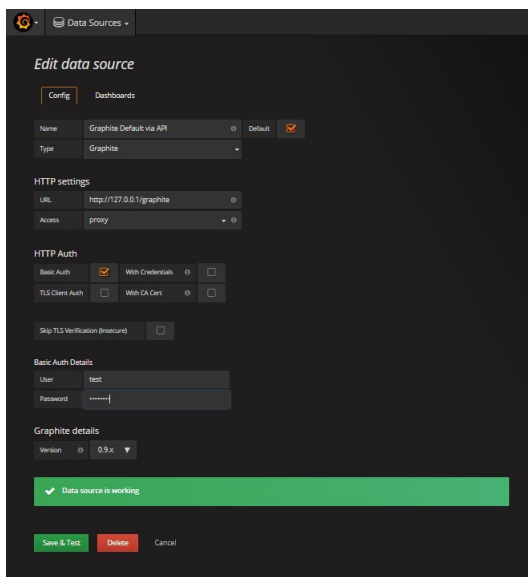 Data Sources
Edit data source
Config Dashboards
Name Graphite Default via API Default
Type Graphite
HTTP settings
URL http://127.0.0.1/graphite
Access proxy
HTTP Auth
Basic Auth With Credentials
TLS Client Auth With CA Cert
Skip TLS Verification (Insecure)
Basic Auth Details
User test
Password ••••••••
Graphite details
Version 0.9.x
Data source is working
Save & Test Delete Cancel